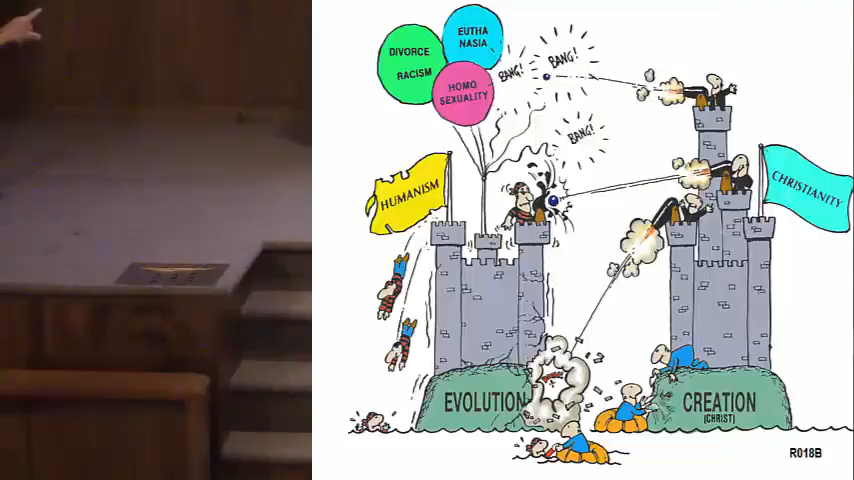 DIVORCE
RACISM
EUTHA
NASIA
HOMO
SEXUALITY
BANG!
BANG!
BANG!
HUMANISM
CHRISTIANITY
EVOLUTION
CREATION
(CHRIST)
R018B